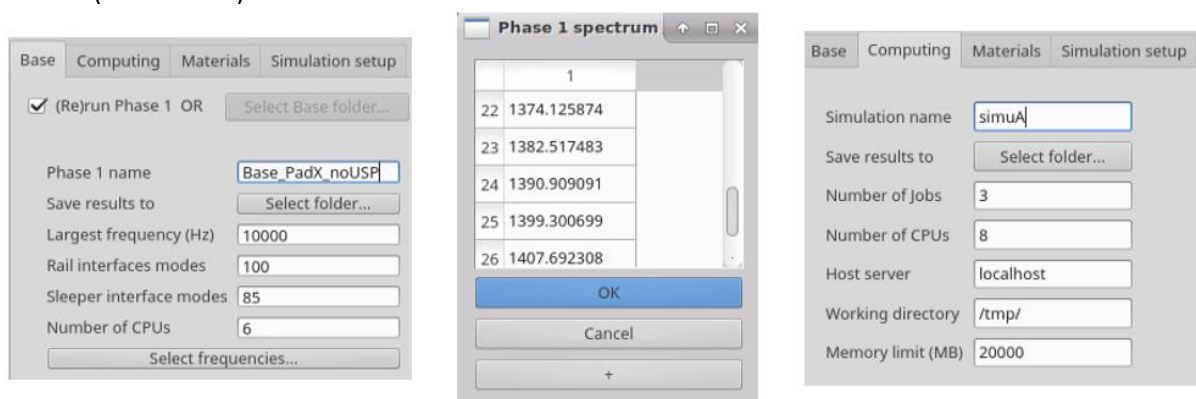 Base Computing Materials Simulation setup
(Re)run Phase 1 OR Select Base folder...
Phase 1 name Base_PadX_noUSP
Save results to Select folder...
Largest frequency (Hz) 10000
Rail interfaces modes 100
Sleeper interface modes 85
Number of CPUs 6
Select frequencies...
Phase 1 spectrum
1
22 1374.125874
23 1382.517483
24 1390.909091
25 1399.300699
26 1407.692308
OK
Cancel
+
Base Computing Materials Simulation setup
Simulation name simuA
Save results to Select folder...
Number of Jobs 3
Number of CPUs 8
Host server localhost
Working directory /tmp/
Memory limit (MB) 20000